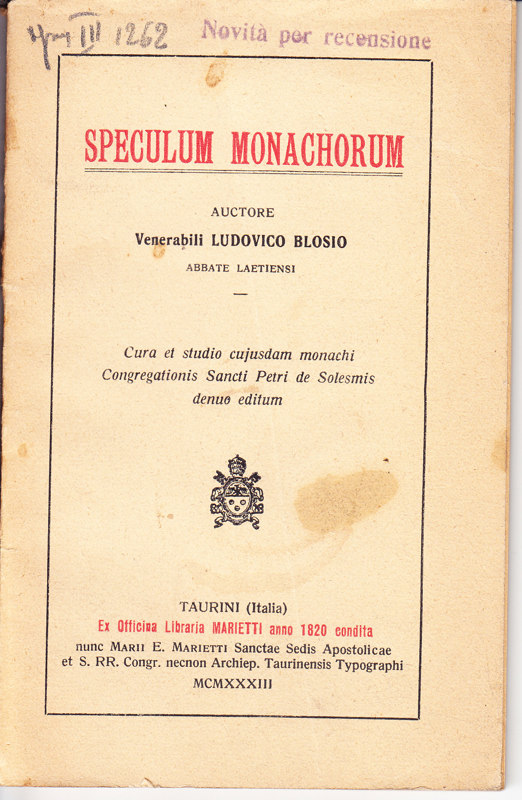 III 1262
Novità per recensione
SPECULUM MONACHORUM
AUCTORE
Venerabili LUDOVICO BLOSIO
ABBATE LAETIENSI
Cura et studio cujusdam monachi
Congregationis Sancti Petri de Solesmis
denuo editum
TAURINI (Italia)
Ex Officina Libraria MARIETTI anno 1820 condita
nunc MARII E. MARIETTI Sanctae Sedis Apostolicae
et S. RR. Congr. necnon Archiep. Taurinensis Typographi
MCMXXXIII